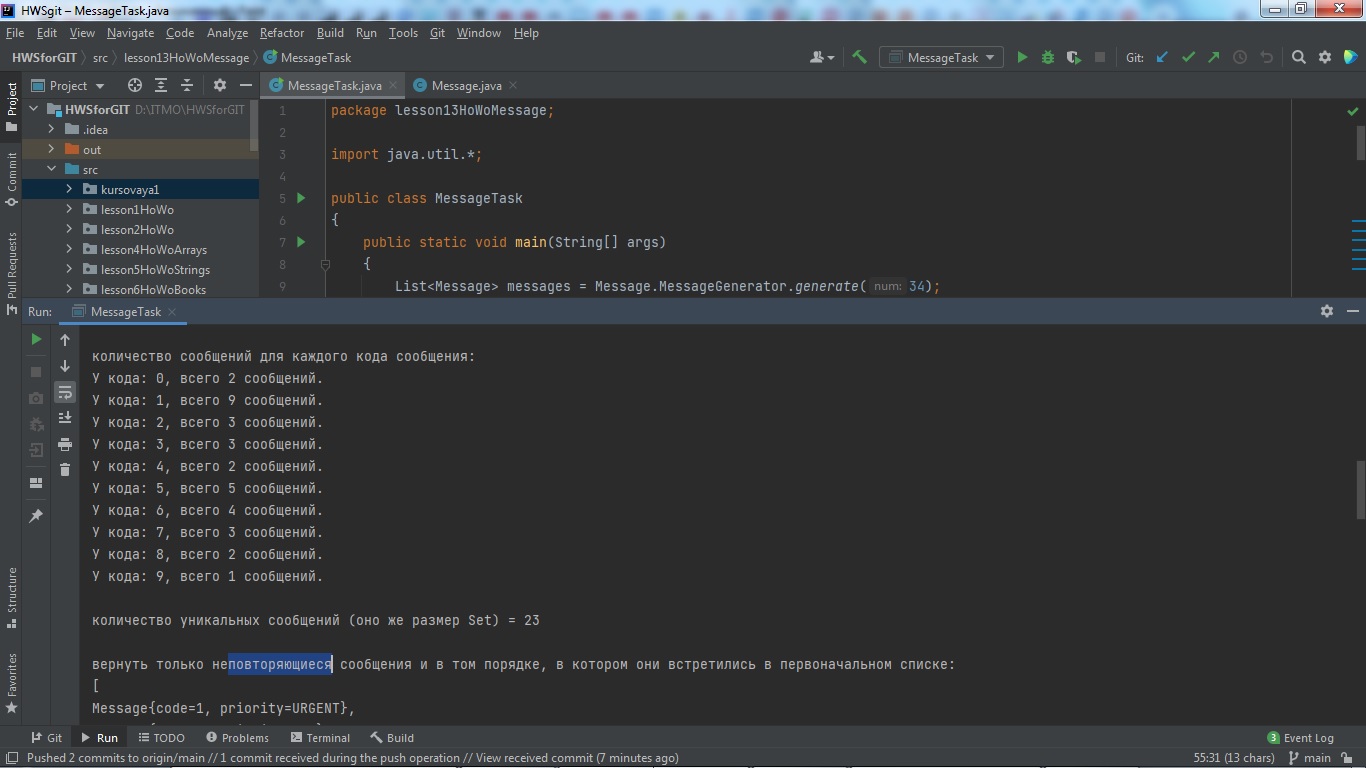 HWSgit – MessageTask.java
File Edit View Navigate Code Analyze Refactor Build Run Tools Git Window Help
HWSforGIT src lesson13HoWoMessage MessageTask MessageTask Git:
Project MessageTask.java Message.java
Project
Commit
Pull Requests
HWSforGIT D:\ITMO\HWSforGIT
.idea
out
src
kursovaya1
lesson1HoWo
lesson2HoWo
lesson4HoWoArrays
lesson5HoWoStrings
lesson6HoWoBooks
1 package lesson13HoWoMessage;
2
3 import java.util.*;
4
5 public class MessageTask
6 {
7 public static void main(String[] args)
8 {
9 List<Message> messages = Message.MessageGenerator.generate( num: 34);
Run: MessageTask
количество сообщений для каждого кода сообщения:
У кода: 0, всего 2 сообщений.
У кода: 1, всего 9 сообщений.
У кода: 2, всего 3 сообщений.
У кода: 3, всего 3 сообщений.
У кода: 4, всего 2 сообщений.
У кода: 5, всего 5 сообщений.
У кода: 6, всего 4 сообщений.
У кода: 7, всего 3 сообщений.
У кода: 8, всего 2 сообщений.
У кода: 9, всего 1 сообщений.
количество уникальных сообщений (оно же размер Set) = 23
вернуть только неповторяющиеся сообщения и в том порядке, в котором они встретились в первоначальном списке:
[
Message{code=1, priority=URGENT},
Structure
Favorites
Git Run TODO Problems Terminal Build 3 Event Log
Pushed 2 commits to origin/main // 1 commit received during the push operation // View received commit (7 minutes ago) 55:31 (13 chars) main